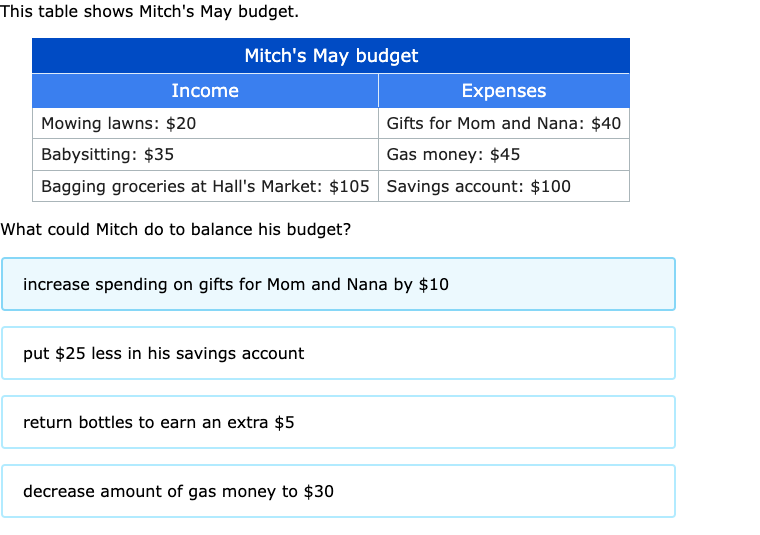 This table shows Mitch's May budget.
Mitch's May budget
Income Expenses
Mowing lawns: $20 Gifts for Mom and Nana: $40
Babysitting: $35 Gas money: $45
Bagging groceries at Hall's Market: $105 Savings account: $100
What could Mitch do to balance his budget?
increase spending on gifts for Mom and Nana by $10
put $25 less in his savings account
return bottles to earn an extra $5
decrease amount of gas money to $30